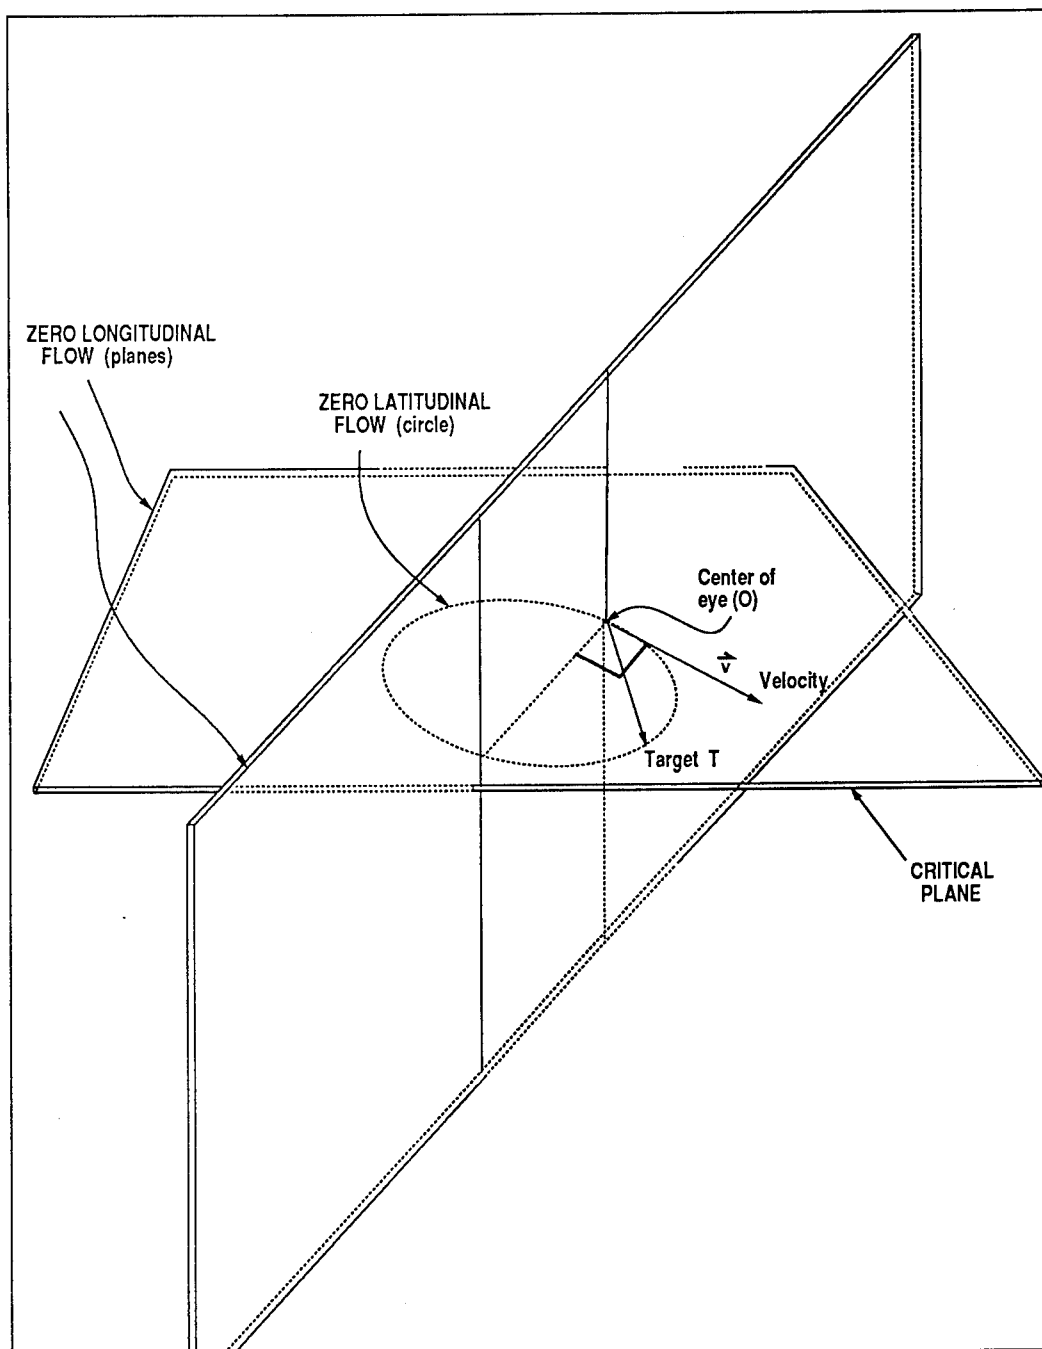 ZERO LONGITUDINAL
FLOW (planes)
ZERO LATITUDINAL
FLOW (circle)
Center of
eye (O)
v
Velocity
Target T
CRITICAL
PLANE